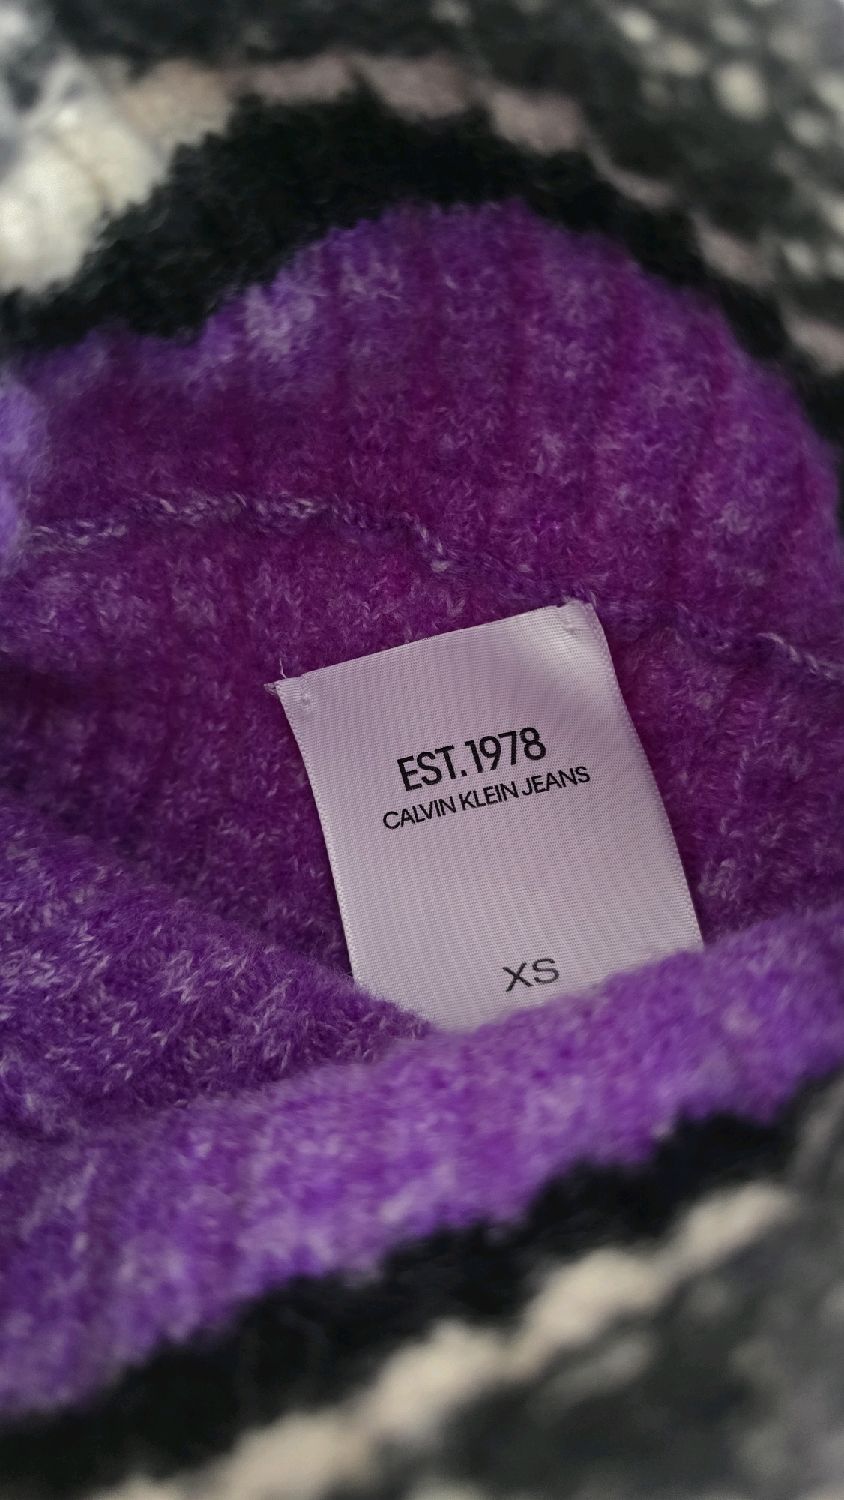 EST.1978
CALVIN KLEIN JEANS
XS